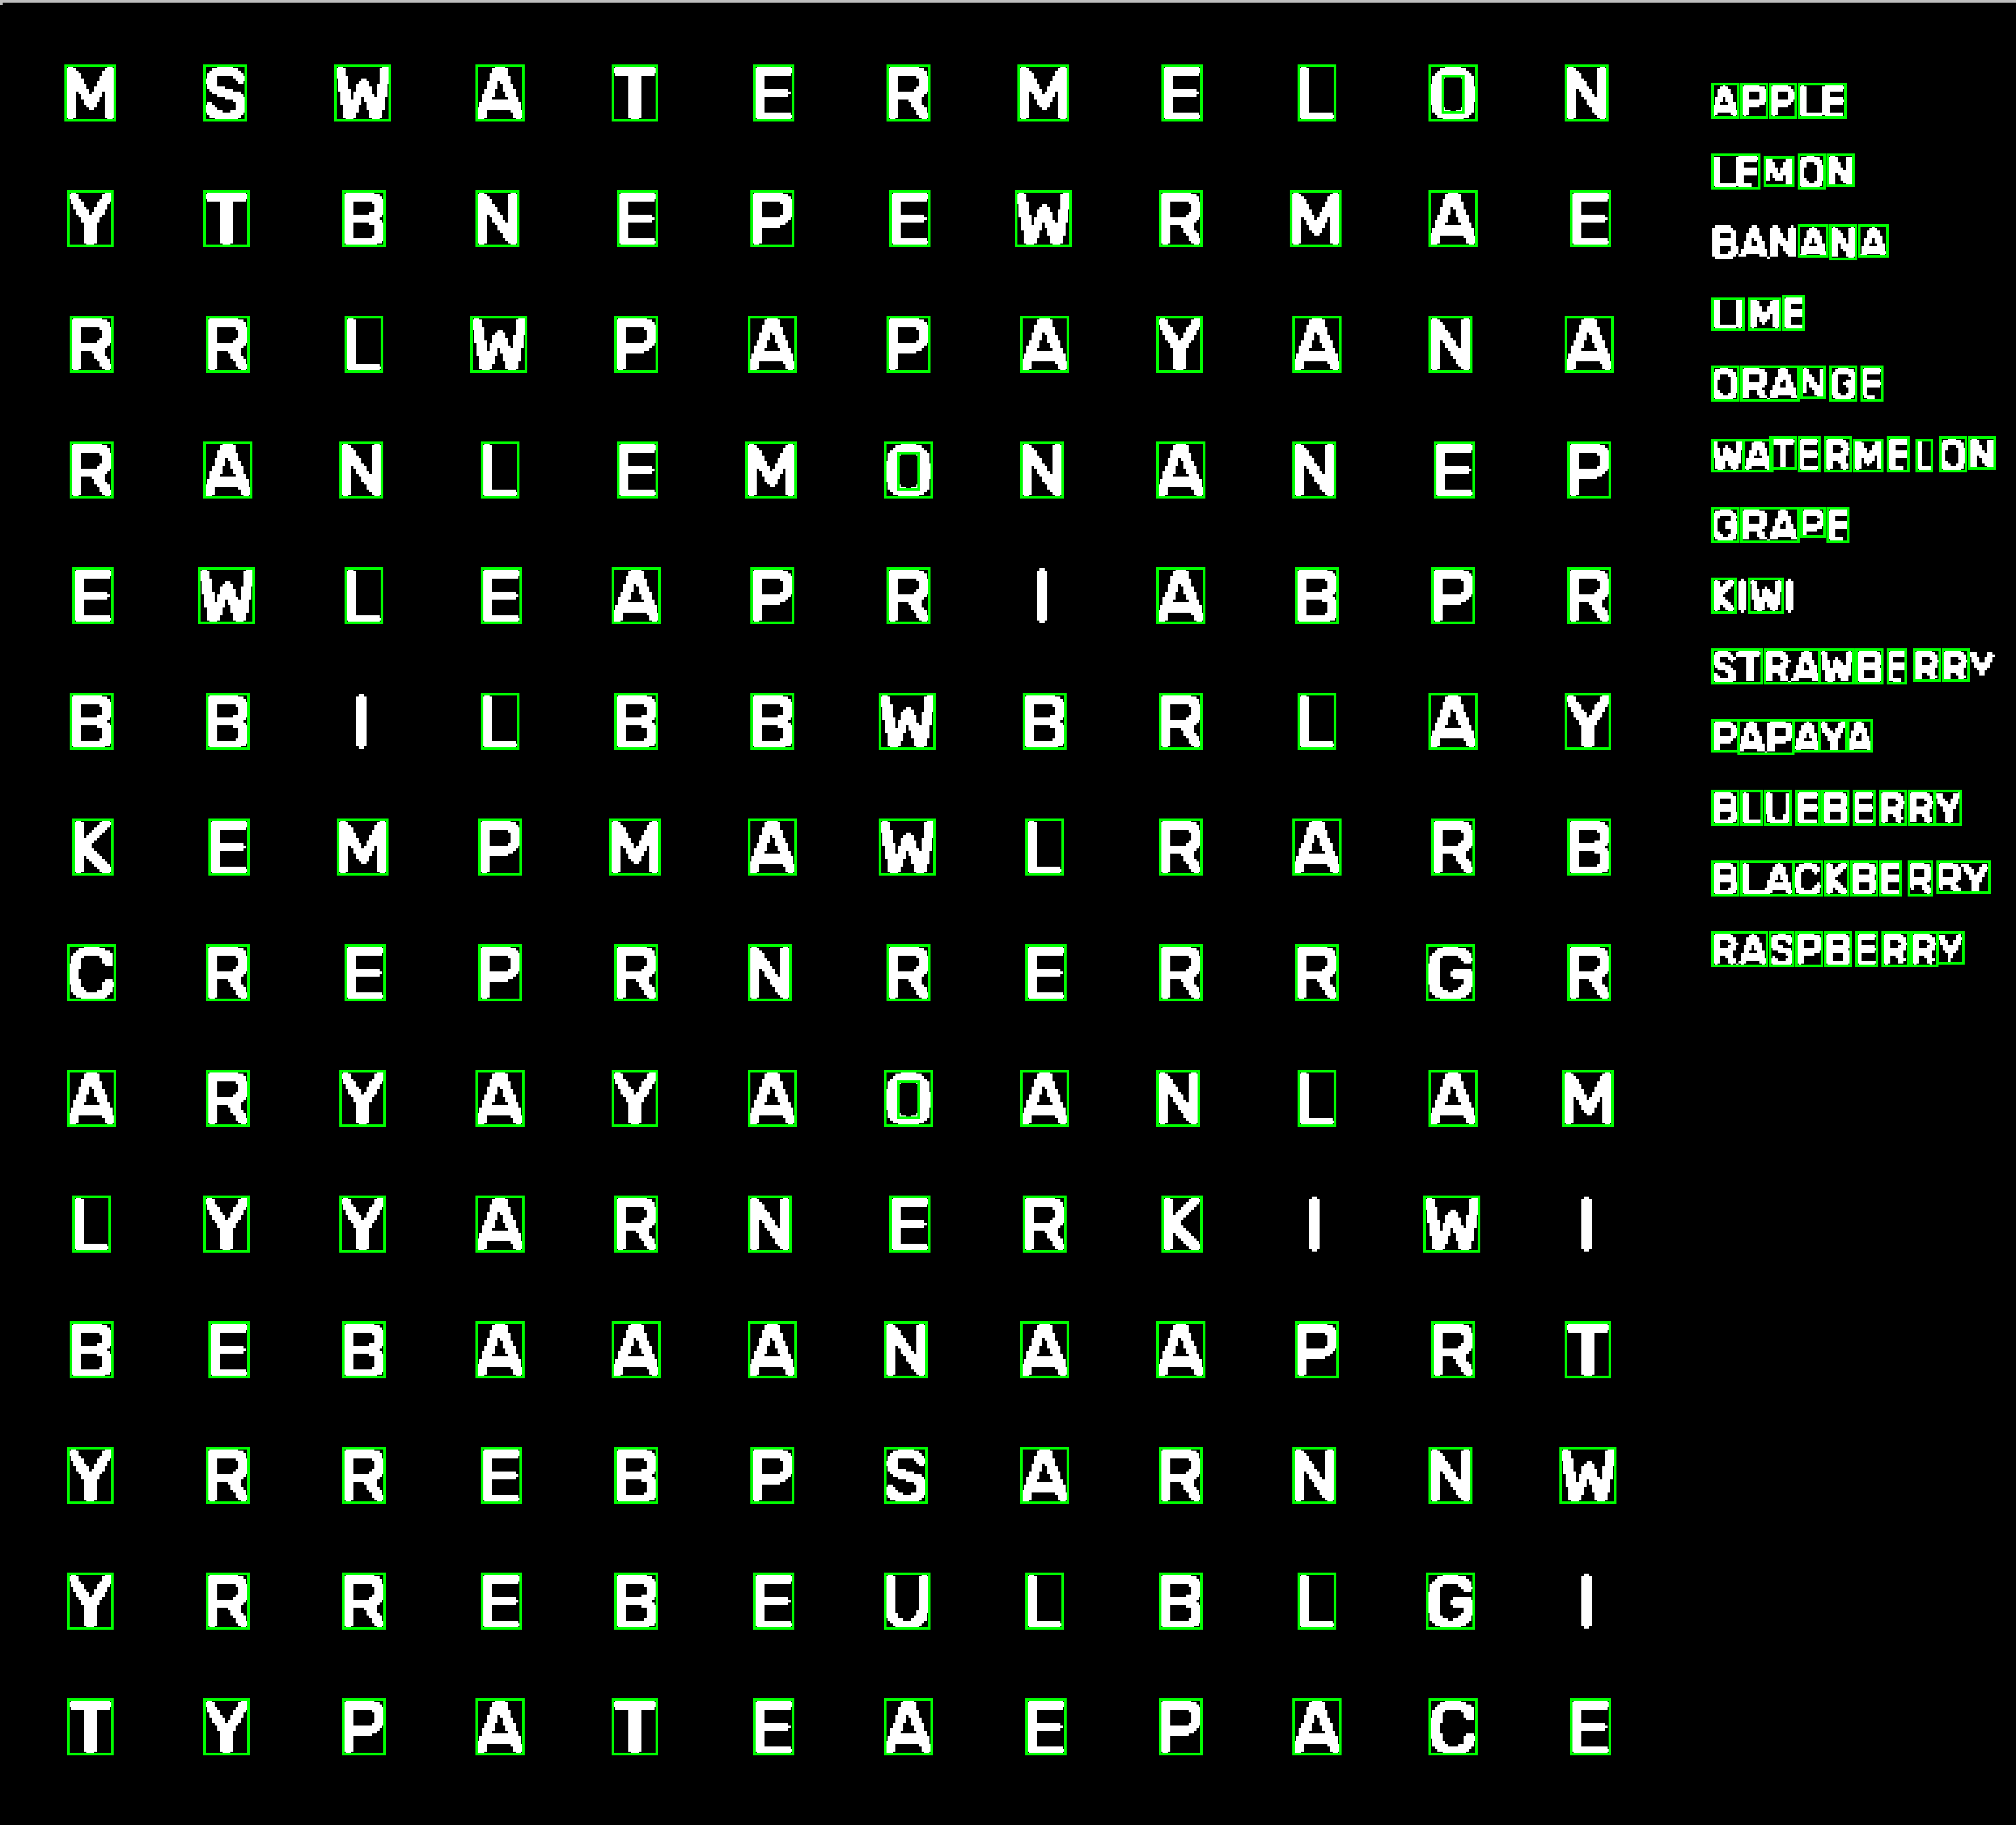 M S W A T E R M E L O N
Y T B N E P E W R M A E
R R L W P A P A Y A N A
R A N L E M O N A N E P
E W L E A P R I A B P R
B B I L B B W B R L A Y
K E M P M A W L R A R B
C R E P R N R E R R G R
A R Y A Y A O A N L A M
L Y Y A R N E R K I W I
B E B A A A N A A P R T
Y R R E B P S A R N N W
Y R R E B E U L B L G I
T Y P A T E A E P A C E
APPLE
LEMON
BANANA
LIME
ORANGE
WATERMELON
GRAPE
KIWI
STRAWBERRY
PAPAYA
BLUEBERRY
BLACKBERRY
RASPBERRY